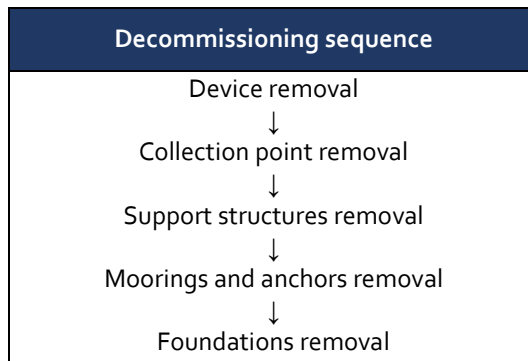 Decommissioning sequence
Device removal
↓
Collection point removal
↓
Support structures removal
↓
Moorings and anchors removal
↓
Foundations removal